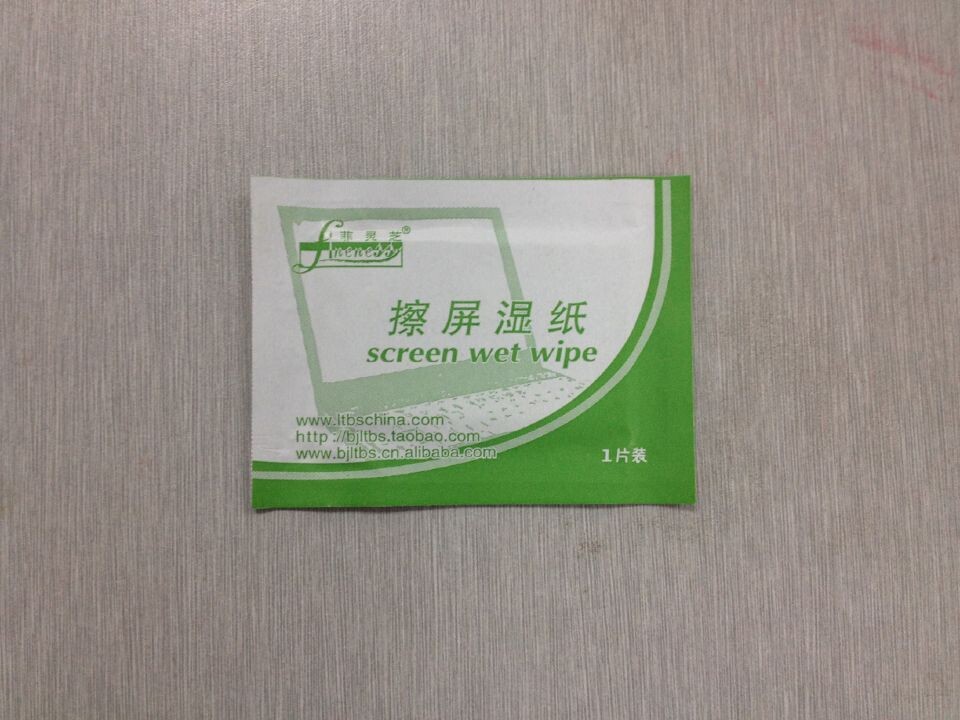 菲灵芝®
fineness
擦屏湿纸
screen wet wipe
www.ltbschina.com
http ://bjltbs.taobao.com
www.bjltbs.cn.alibaba.com
1片装